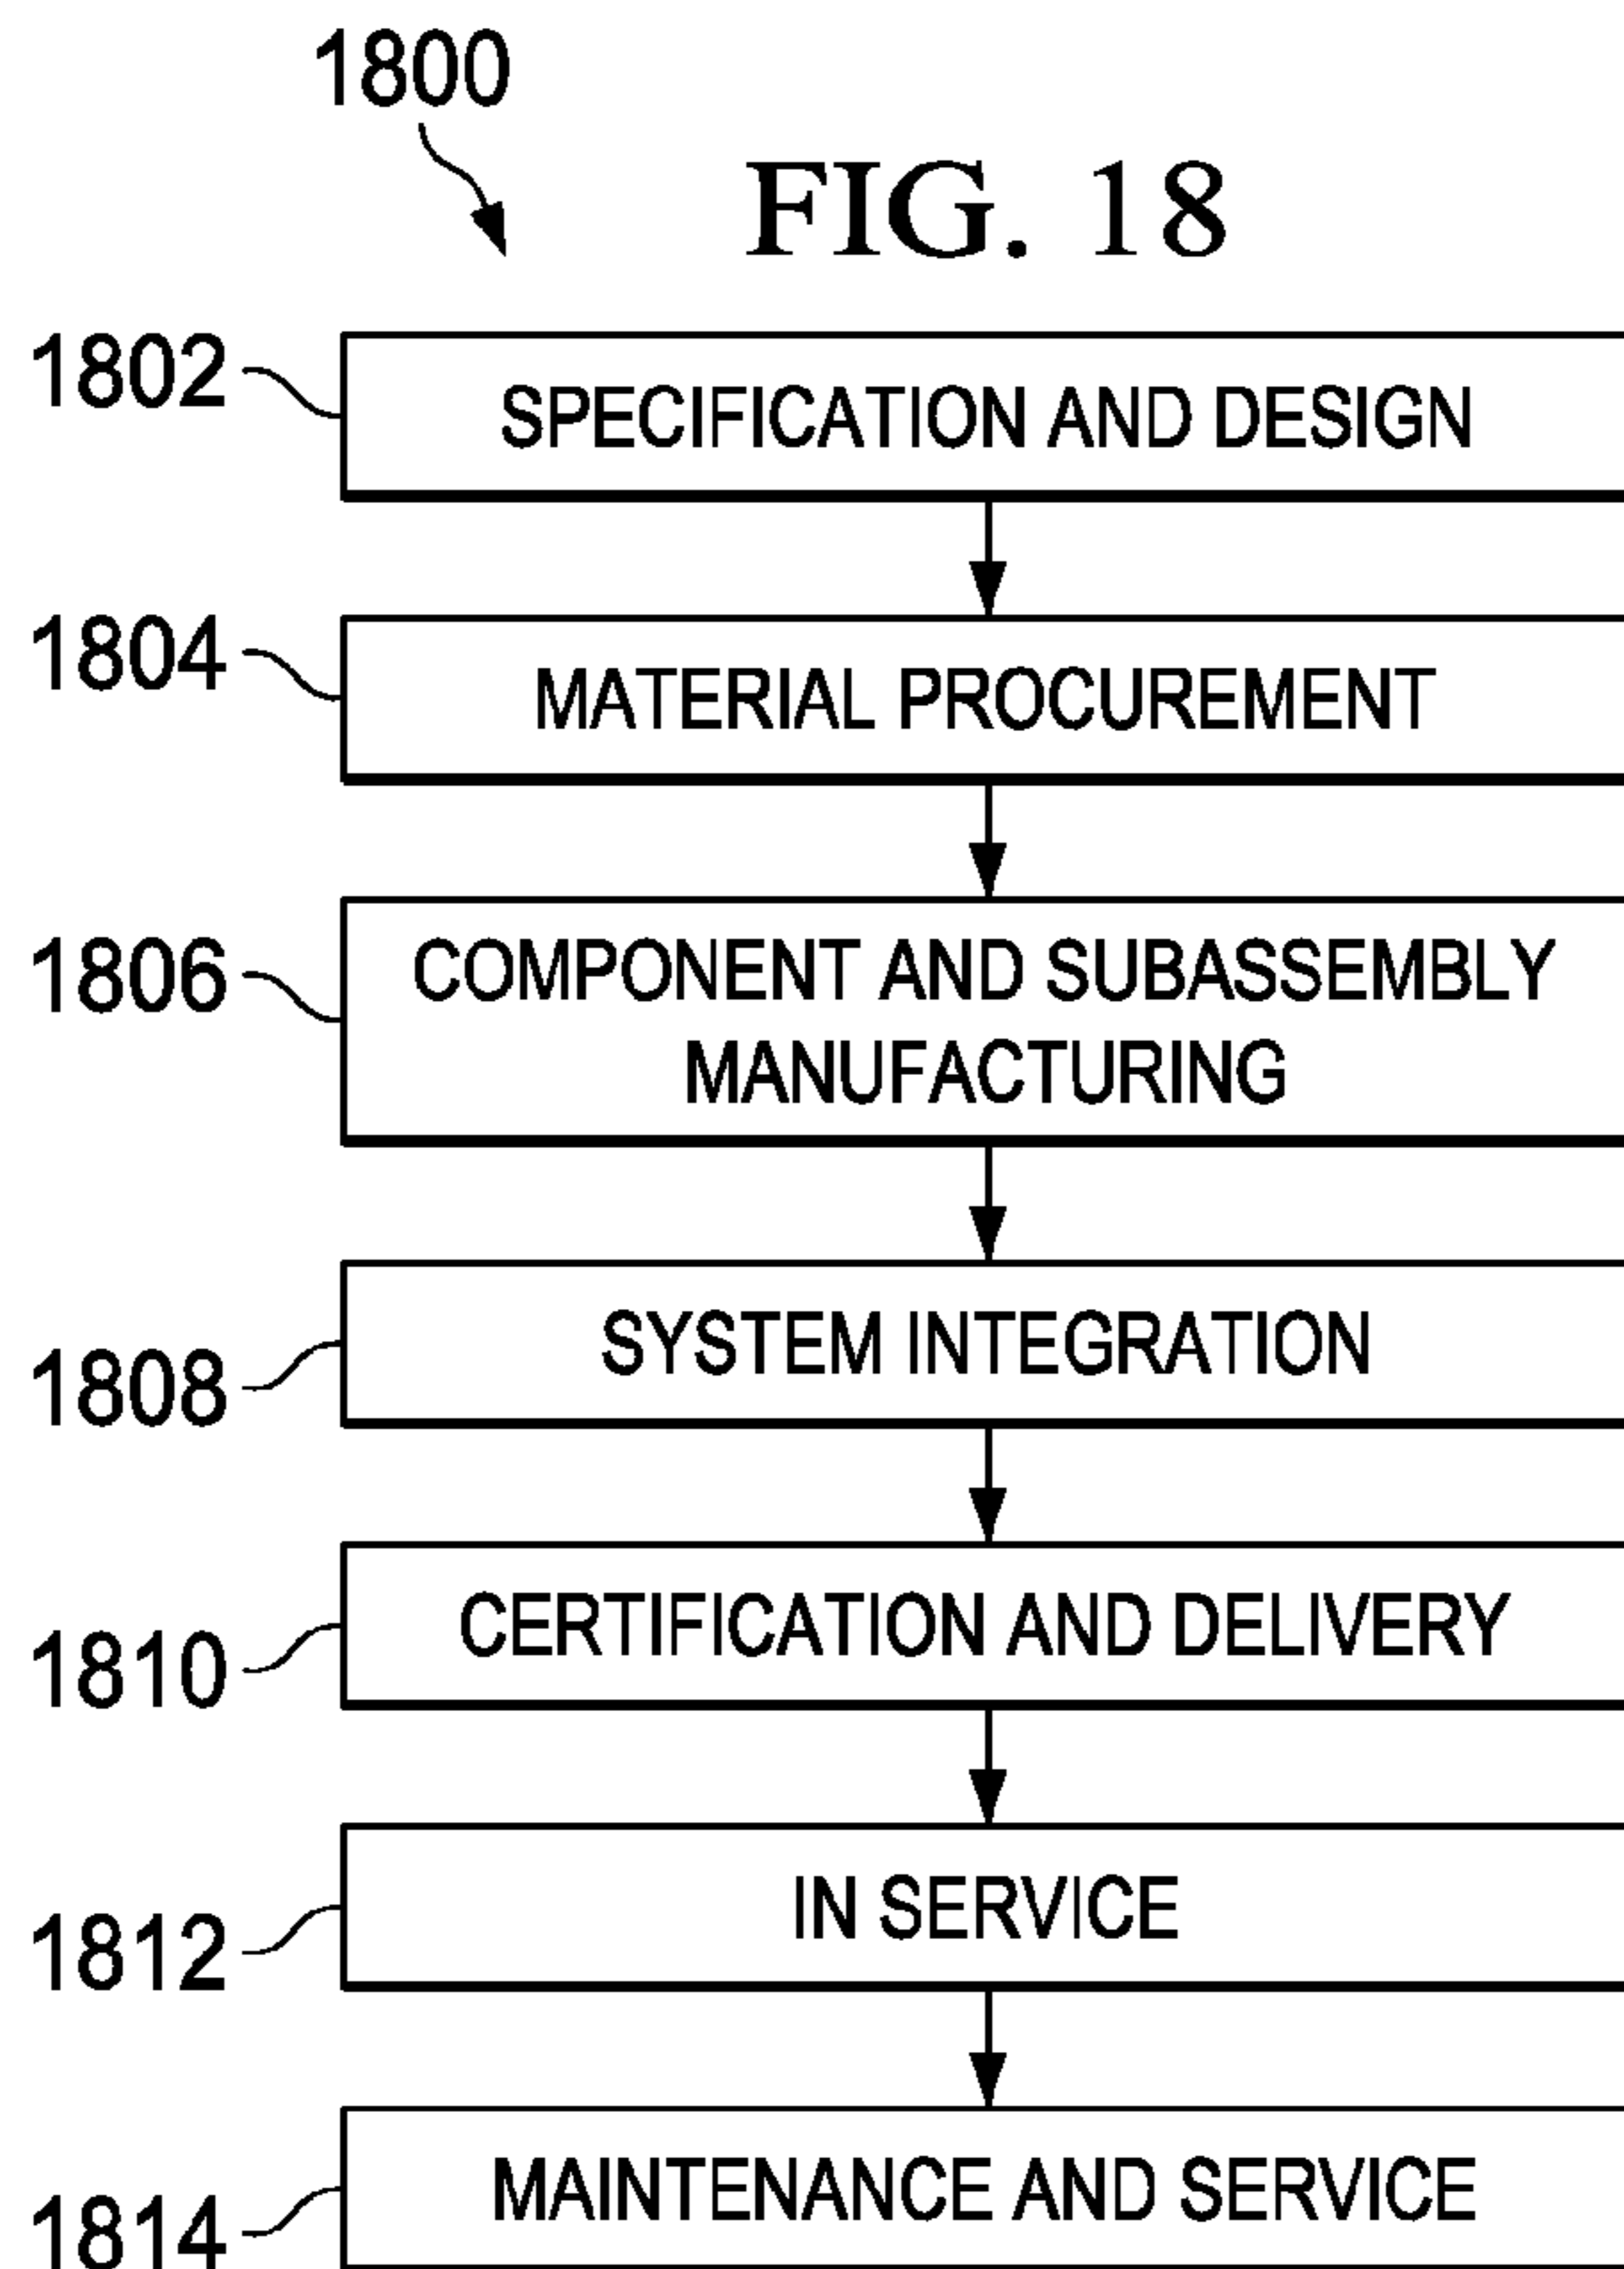 1800
FIG. 18
1802
SPECIFICATION AND DESIGN
1804
MATERIAL PROCUREMENT
1806
COMPONENT AND SUBASSEMBLY
MANUFACTURING
1808
SYSTEM INTEGRATION
1810
CERTIFICATION AND DELIVERY
1812
IN SERVICE
1814
MAINTENANCE AND SERVICE